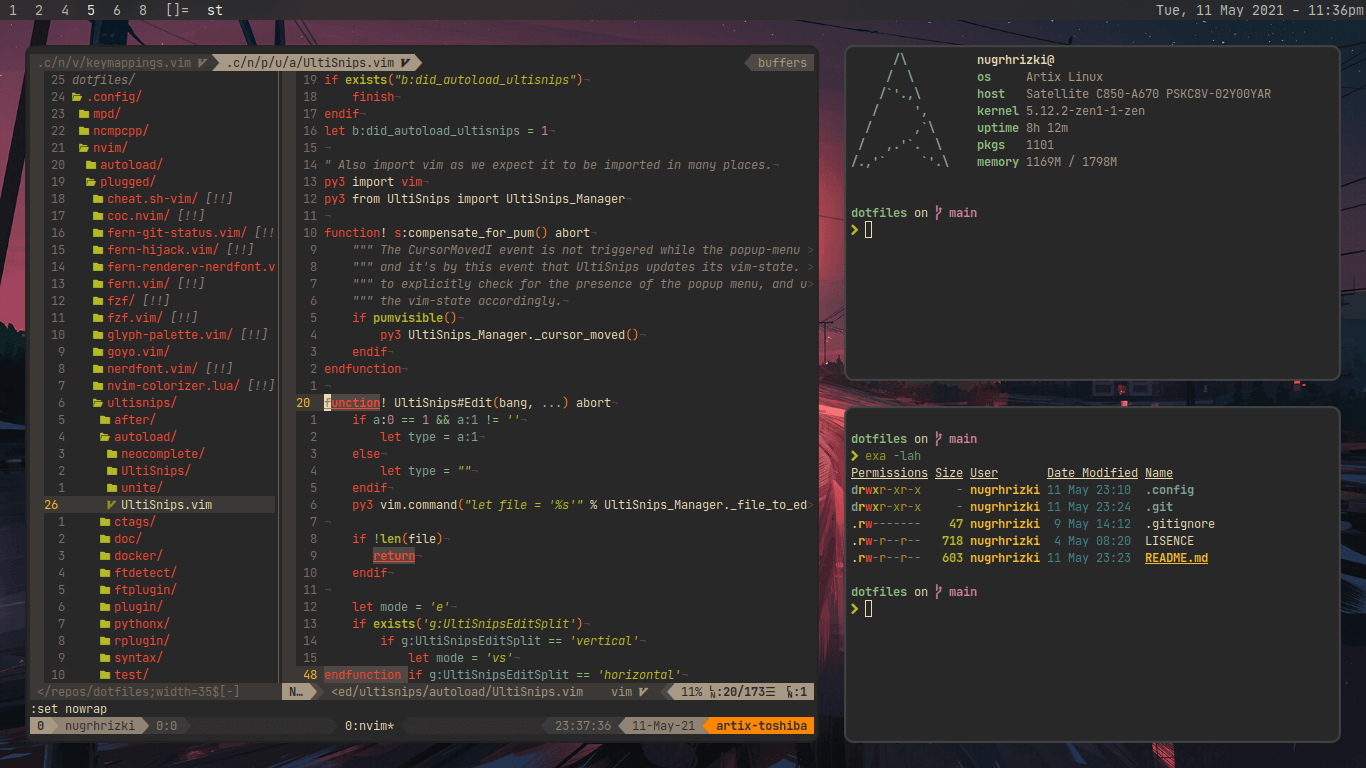 1 2 4 5 6 8 []= st Tue, 11 May 2021 - 11:36pm
.c/n/v/keymappings.vim .c/n/p/u/a/UltiSnips.vim buffers
25 dotfiles/
24 .config/
23 mpd/
22 ncmpcpp/
21 nvim/
20 autoload/
19 plugged/
18 cheat.sh-vim/ [!!]
17 coc.nvim/ [!!]
16 fern-git-status.vim/ [!!
15 fern-hijack.vim/ [!!]
14 fern-renderer-nerdfont.v
13 fern.vim/ [!!]
12 fzf/ [!!]
11 fzf.vim/ [!!]
10 glyph-palette.vim/ [!!]
9 goyo.vim/
8 nerdfont.vim/ [!!]
7 nvim-colorizer.lua/ [!!]
6 ultisnips/
5 after/
4 autoload/
3 neocomplete/
2 UltiSnips/
1 unite/
26 UltiSnips.vim
1 ctags/
2 doc/
3 docker/
4 ftdetect/
5 ftplugin/
6 plugin/
7 pythonx/
8 rplugin/
9 syntax/
10 test/
</repos/dotfiles;width=35$[-]
19 if exists("b:did_autoload_ultisnips")¬
18 finish¬
17 endif¬
16 let b:did_autoload_ultisnips = 1¬
15 ¬
14 " Also import vim as we expect it to be imported in many places.¬
13 py3 import vim¬
12 py3 from UltiSnips import UltiSnips_Manager¬
11 ¬
10 function! s:compensate_for_pum() abort¬
9 """ The CursorMovedI event is not triggered while the popup-menu >
8 """ and it's by this event that UltiSnips updates its vim-state. >
7 """ to explicitly check for the presence of the popup menu, and u>
6 """ the vim-state accordingly.¬
5 if pumvisible()¬
4 py3 UltiSnips_Manager._cursor_moved()¬
3 endif¬
2 endfunction¬
1 ¬
20 function! UltiSnips#Edit(bang, ...) abort¬
1 if a:0 == 1 && a:1 != ''¬
2 let type = a:1¬
3 else¬
4 let type = ""¬
5 endif¬
6 py3 vim.command("let file = '%s'" % UltiSnips_Manager._file_to_ed>
7 ¬
8 if !len(file)¬
9 return¬
10 endif¬
11 ¬
12 let mode = 'e'¬
13 if exists('g:UltiSnipsEditSplit')¬
14 if g:UltiSnipsEditSplit == 'vertical'¬
15 let mode = 'vs'¬
48 endfunction if g:UltiSnipsEditSplit == 'horizontal'¬
N… <ed/ultisnips/autoload/UltiSnips.vim vim 11% :20/173☰ :1
:set nowrap
0 nugrhrizki 0:0 0:nvim* 23:37:36 11-May-21 artix-toshiba
nugrhrizki@
os Artix Linux
host Satellite C850-A670 PSKC8V-02Y00YAR
kernel 5.12.2-zen1-1-zen
uptime 8h 12m
pkgs 1101
memory 1169M / 1798M
dotfiles on main
❯
dotfiles on main
❯ exa -lah
Permissions Size User Date Modified Name
drwxr-xr-x - nugrhrizki 11 May 23:10 .config
drwxr-xr-x - nugrhrizki 11 May 23:24 .git
.rw------- 47 nugrhrizki 9 May 14:12 .gitignore
.rw-r--r-- 718 nugrhrizki 4 May 08:20 LISENCE
.rw-r--r-- 603 nugrhrizki 11 May 23:23 README.md
dotfiles on main
❯